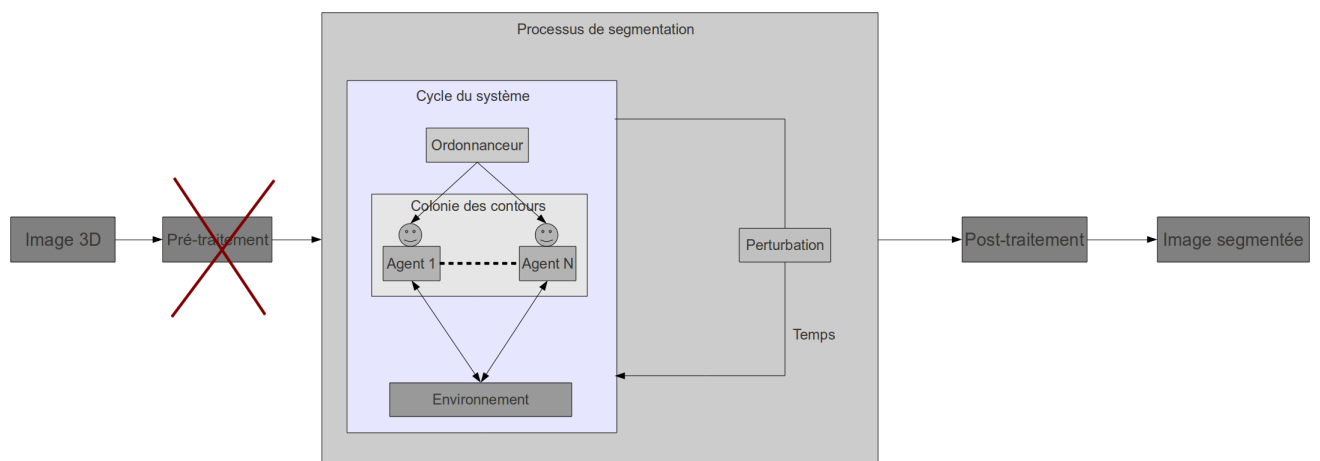 Processus de segmentation
Cycle du système
Ordonnanceur
Colonie des contours
Image 3D
Pré-traitement
Agent 1
Agent N
Perturbation
Post-traitement
Image segmentée
Temps
Environnement